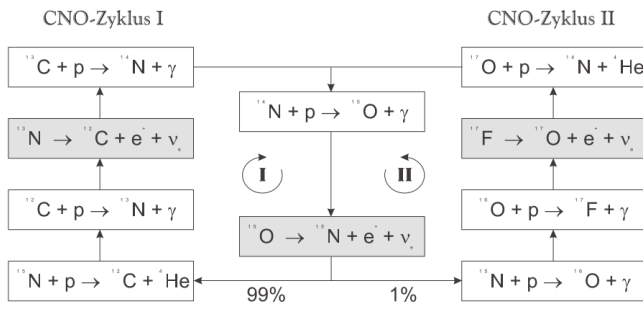 CNO-Zyklus I
CNO-Zyklus II
¹³C + p → ¹⁴N + γ
¹⁷O + p → ¹⁴N + ⁴He
¹⁴N + p → ¹⁵O + γ
¹³N → ¹²C + e⁺ + νₑ
¹⁷F → ¹⁷O + e⁺ + νₑ
I
II
¹²C + p → ¹³N + γ
¹⁶O + p → ¹⁷F + γ
¹⁵O → ¹⁵N + e⁺ + νₑ
¹⁵N + p → ¹²C + ⁴He
¹⁵N + p → ¹⁶O + γ
99%
1%